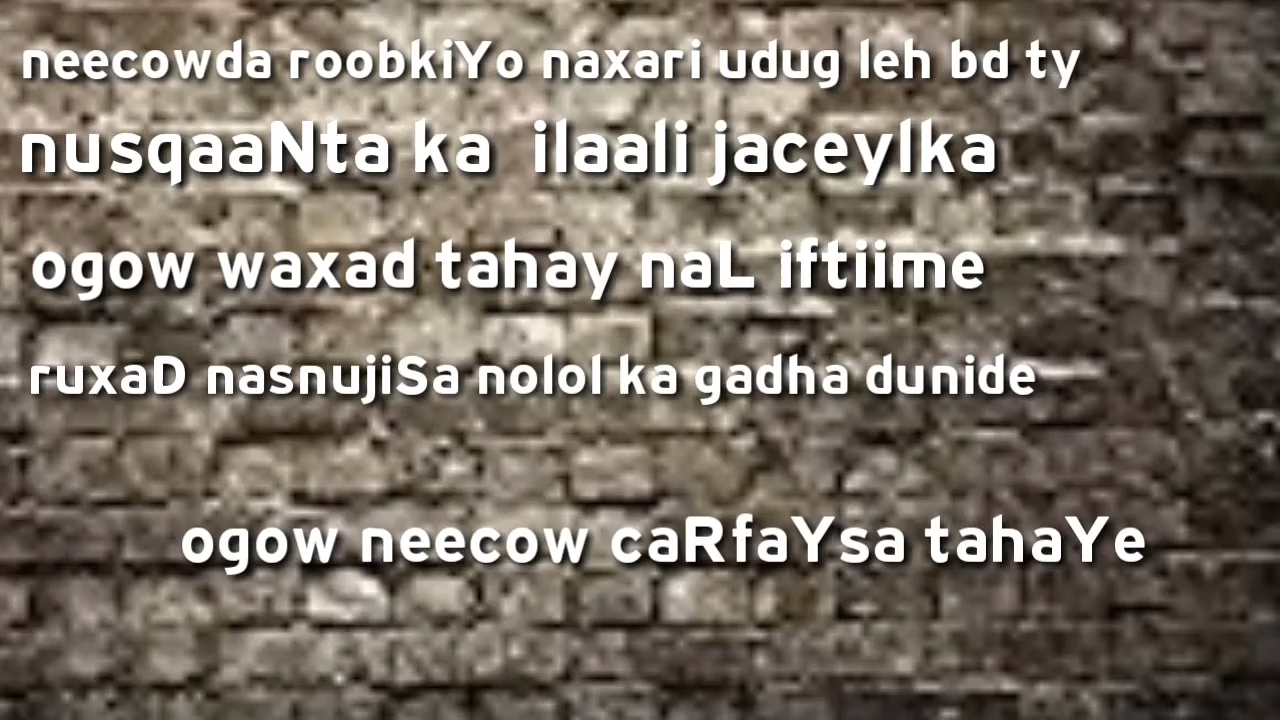 neecowda roobkiYo naxari udug leh bd ty
nusqaaNta ka ilaali jaceylka
ogow waxad tahay naL iftiime
ruxaD nasnujiSa nolol ka gadha dunide
ogow neecow caRfaYsa tahaYe